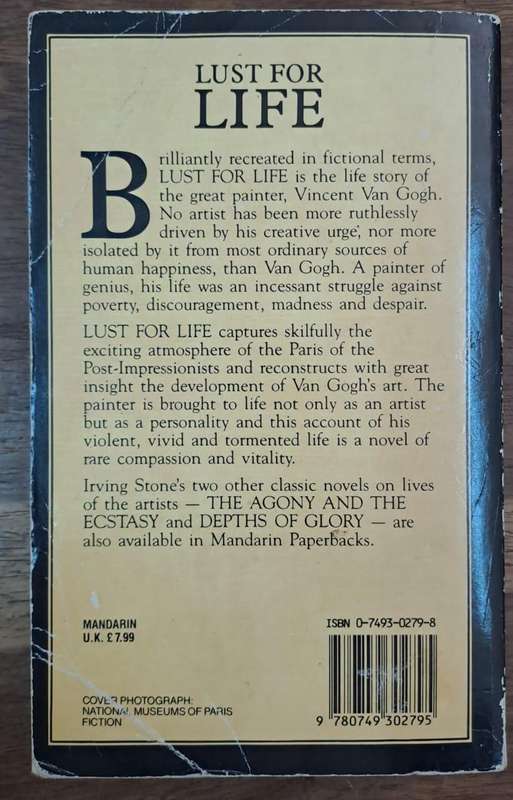 LUST FOR
LIFE
Brilliantly recreated in fictional terms,
LUST FOR LIFE is the life story of
the great painter, Vincent Van Gogh.
No artist has been more ruthlessly
driven by his creative urge, nor more
isolated by it from most ordinary sources of
human happiness, than Van Gogh. A painter of
genius, his life was an incessant struggle against
poverty, discouragement, madness and despair.
LUST FOR LIFE captures skilfully the
exciting atmosphere of the Paris of the
Post-Impressionists and reconstructs with great
insight the development of Van Gogh's art. The
painter is brought to life not only as an artist
but as a personality and this account of his
violent, vivid and tormented life is a novel of
rare compassion and vitality.
Irving Stone's two other classic novels on lives
of the artists — THE AGONY AND THE
ECSTASY and DEPTHS OF GLORY — are
also available in Mandarin Paperbacks.
MANDARIN
U.K. £7.99
ISBN 0-7493-0279-8
COVER PHOTOGRAPH:
NATIONAL MUSEUMS OF PARIS
FICTION
9 780749 302795